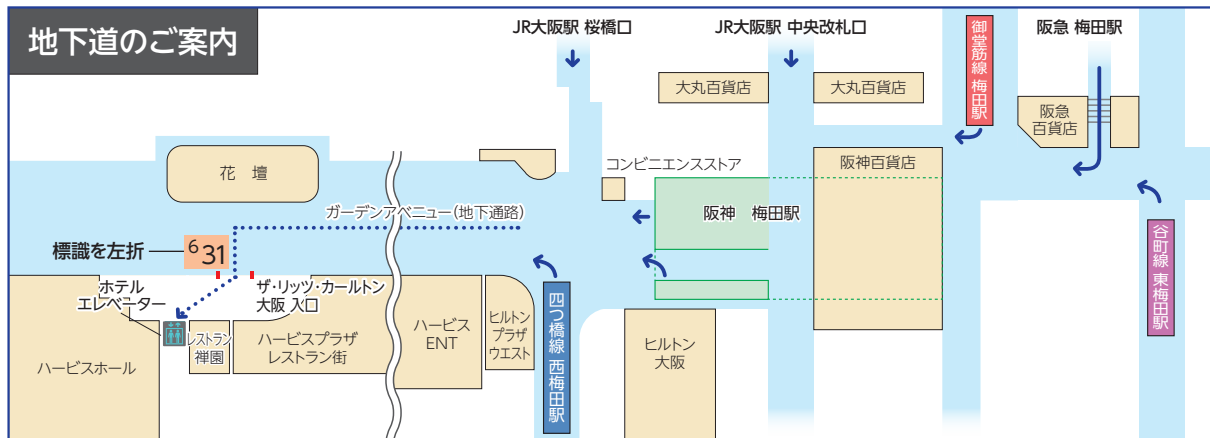 地下道のご案内
JR大阪駅 桜橋口
JR大阪駅 中央改札口
御堂筋線 梅田駅
阪急 梅田駅
大丸百貨店
大丸百貨店
阪急
百貨店
コンビニエンスストア
阪神百貨店
花 壇
ガーデンアベニュー(地下通路)
阪神 梅田駅
標識を左折
6 31
谷町線 東梅田駅
ホテル
エレベーター
ザ・リッツ・カールトン
大阪 入口
四つ橋線 西梅田駅
ハービスホール
レストラン
禅園
ハービスプラザ
レストラン街
ハービス
ENT
ヒルトン
プラザ
ウエスト
ヒルトン
大阪